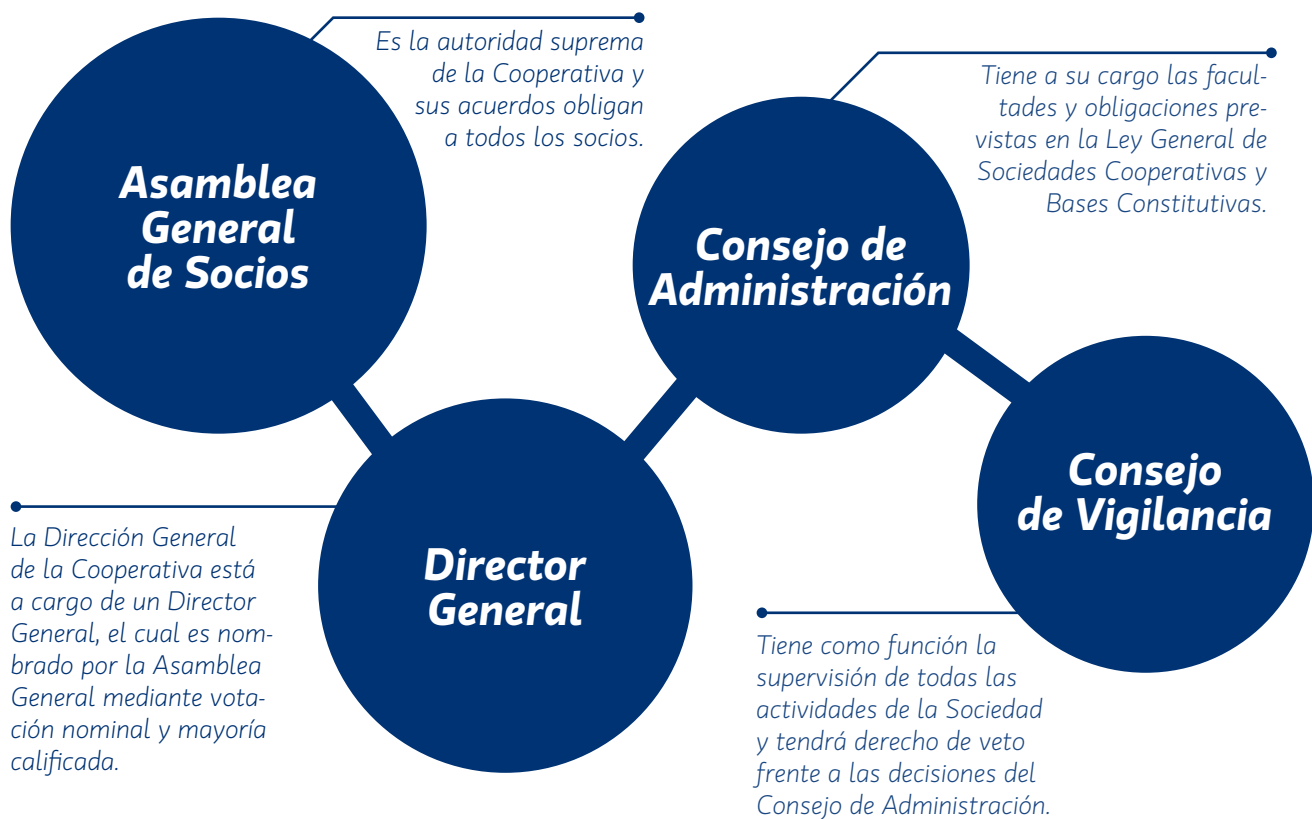 Es la autoridad suprema
de la Cooperativa y
sus acuerdos obligan
a todos los socios.
Asamblea
General
de Socios
Tiene a su cargo las facul-
tades y obligaciones pre-
vistas en la Ley General de
Sociedades Cooperativas y
Bases Constitutivas.
Consejo de
Administración
La Dirección General
de la Cooperativa está
a cargo de un Director
General, el cual es nom-
brado por la Asamblea
General mediante vota-
ción nominal y mayoría
calificada.
Director
General
Consejo
de Vigilancia
Tiene como función la
supervisión de todas las
actividades de la Sociedad
y tendrá derecho de veto
frente a las decisiones del
Consejo de Administración.